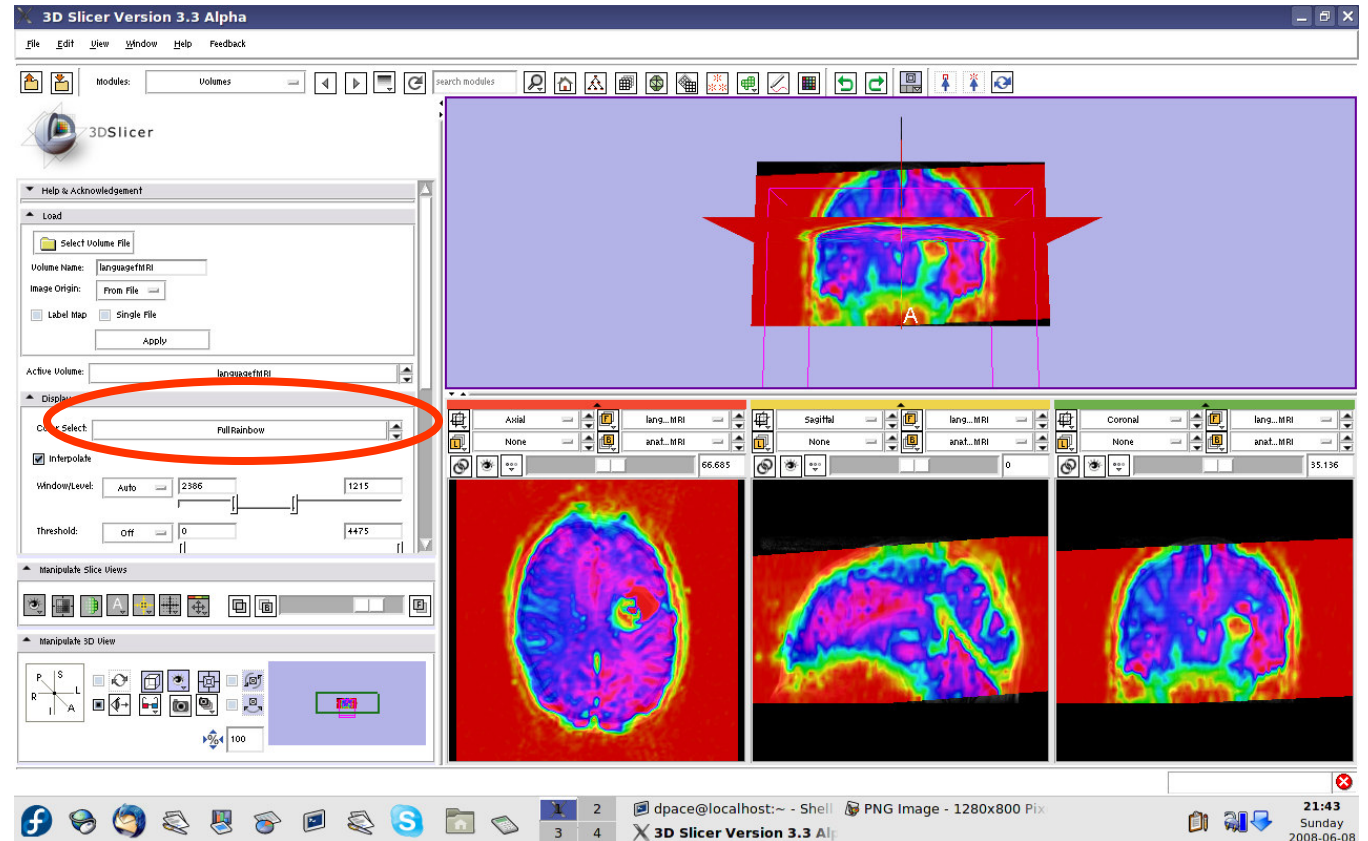 3D Slicer Version 3.3 Alpha
File Edit View Window Help Feedback
Modules: Volumes search modules
3DSlicer
Help & Acknowledgement
Load
Select Volume File
Volume Name: languagefMRI
Image Origin: From File
Label Map Single File
Apply
Active Volume: languagefMRI
Display
Color Select: FullRainbow
Interpolate
Window/Level: Auto 2386 1215
Threshold: Off 0 4475
Manipulate Slice Views
Manipulate 3D View
P S
R L
I A
100
A
Axial F lang...MRI
L None B anat...MRI
66.685
Sagittal F lang...MRI
L None B anat...MRI
0
Coronal F lang...MRI
L None B anat...MRI
35.136
1 2
3 4
dpace@localhost:~ - Shell
PNG Image - 1280x800 Pix
3D Slicer Version 3.3 Alp
21:43
Sunday
2008-06-08